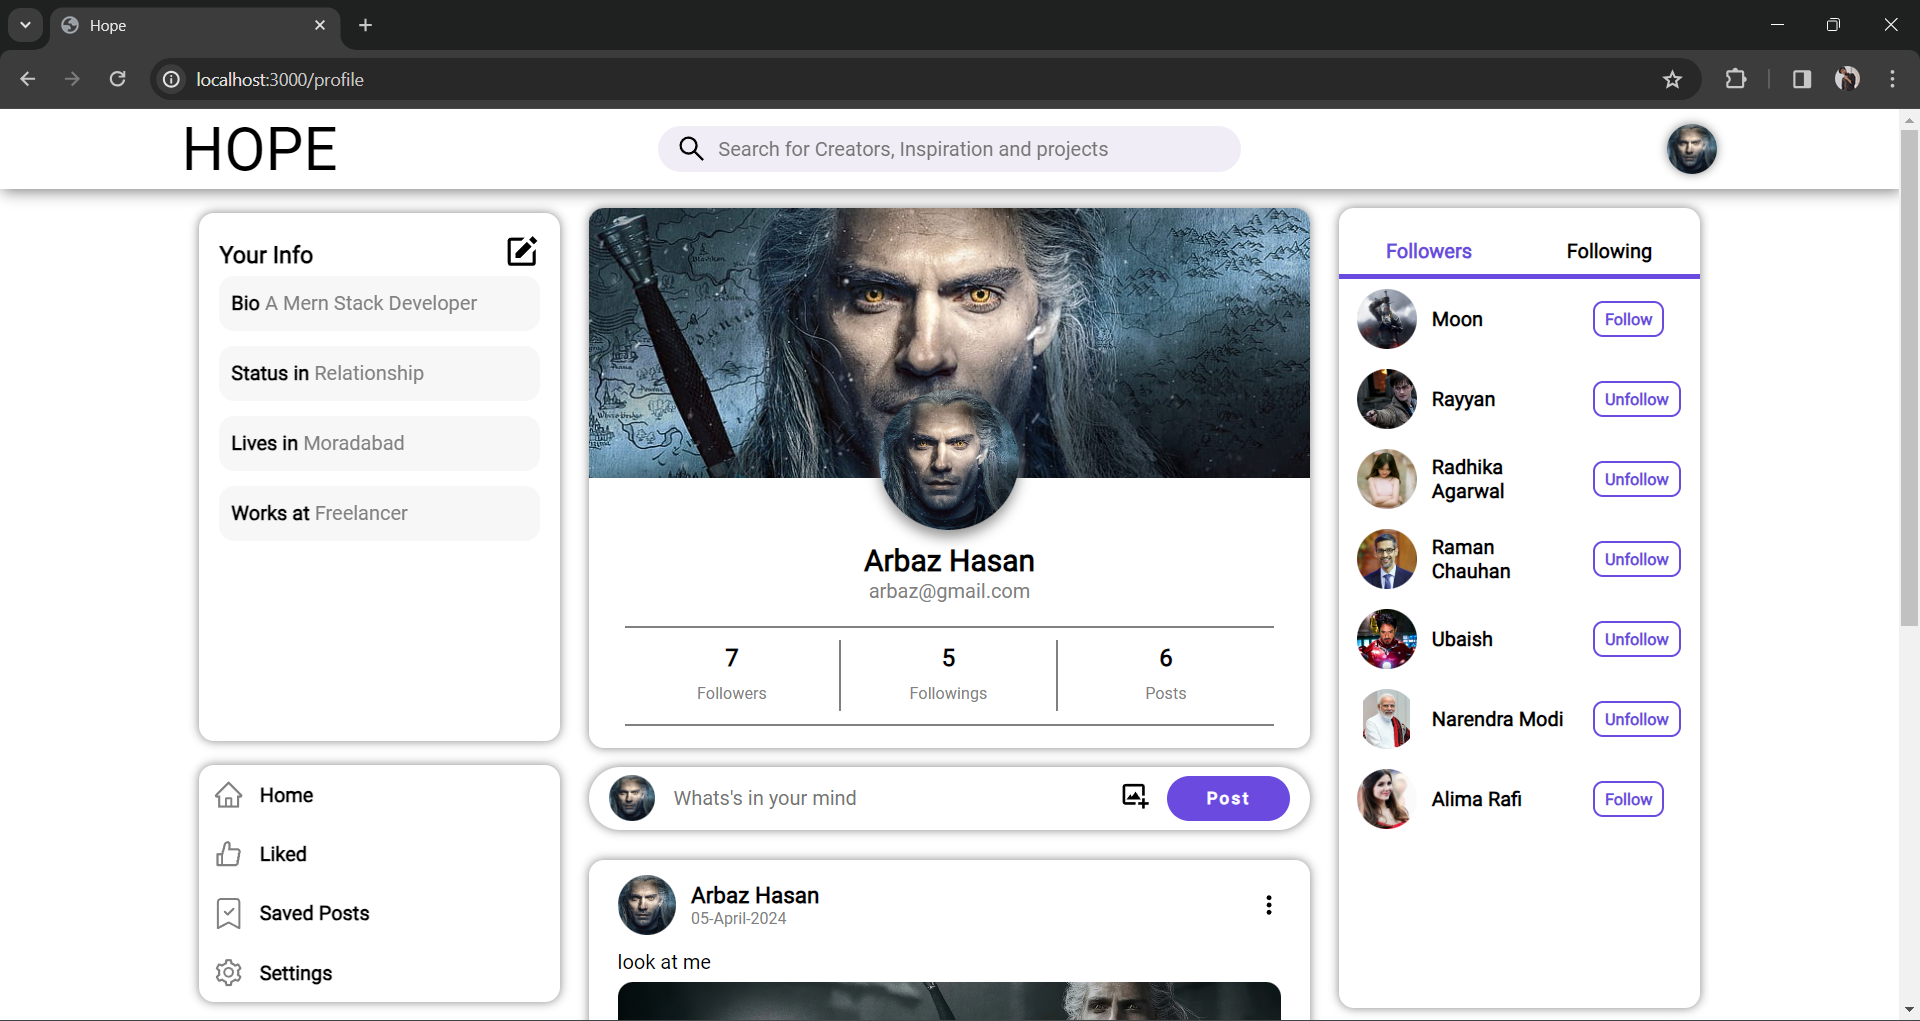 Hope
localhost:3000/profile
HOPE
Search for Creators, Inspiration and projects
Your Info
Bio A Mern Stack Developer
Status in Relationship
Lives in Moradabad
Works at Freelancer
Home
Liked
Saved Posts
Settings
Arbaz Hasan
arbaz@gmail.com
7
Followers
5
Followings
6
Posts
Whats's in your mind
Post
Arbaz Hasan
05-April-2024
look at me
Followers Following
Moon Follow
Rayyan Unfollow
Radhika
Agarwal
Unfollow
Raman
Chauhan
Unfollow
Ubaish Unfollow
Narendra Modi Unfollow
Alima Rafi Follow